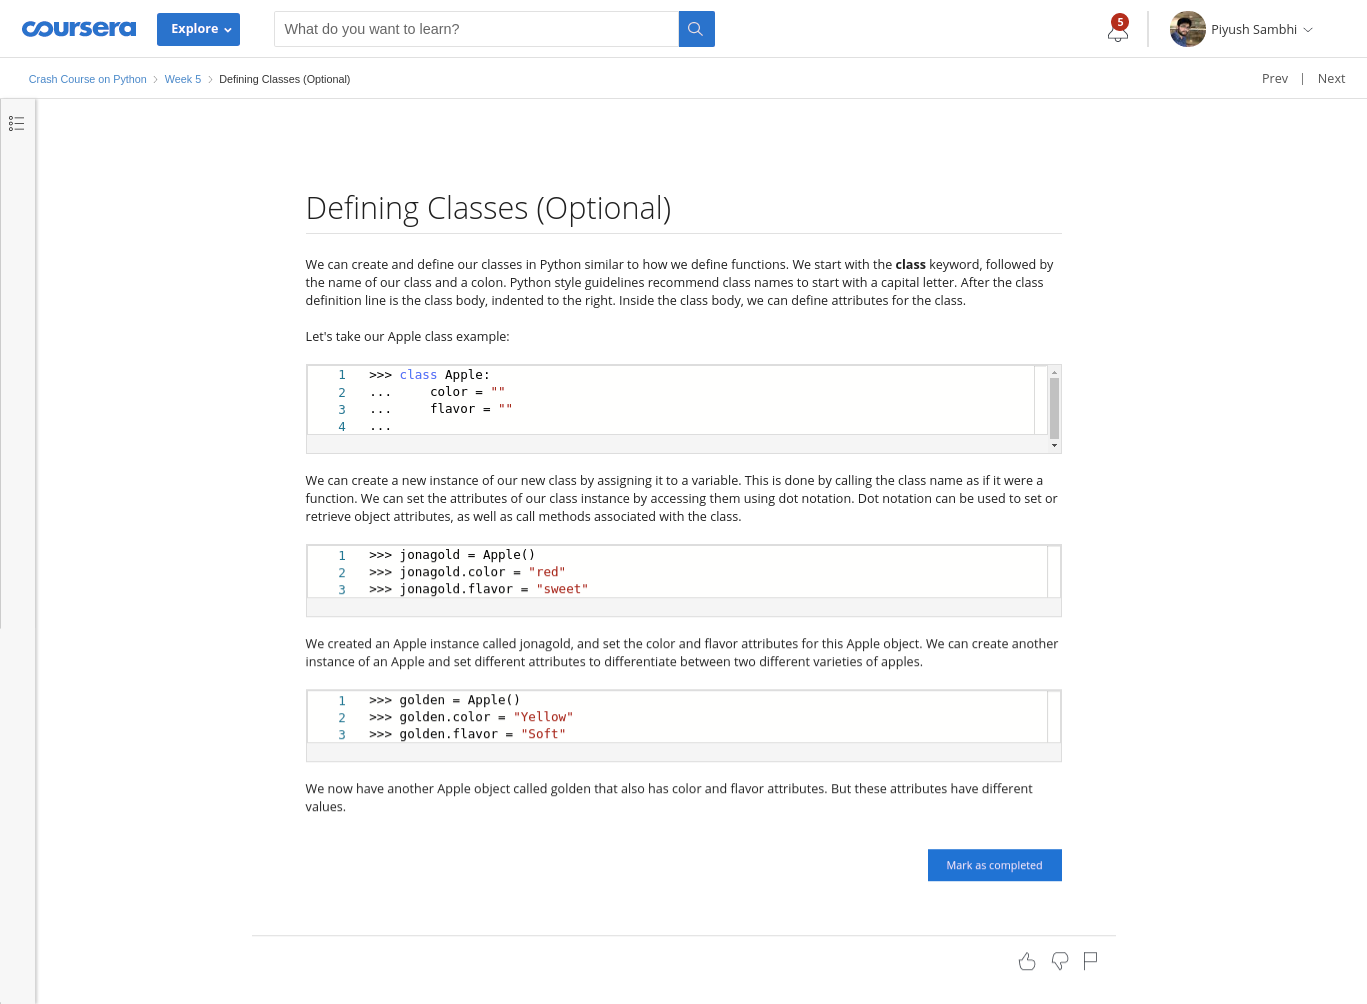 coursera
Explore
What do you want to learn?
5
Piyush Sambhi
Crash Course on Python > Week 5 > Defining Classes (Optional)
Prev | Next
Defining Classes (Optional)
We can create and define our classes in Python similar to how we define functions. We start with the class keyword, followed by
the name of our class and a colon. Python style guidelines recommend class names to start with a capital letter. After the class
definition line is the class body, indented to the right. Inside the class body, we can define attributes for the class.
Let's take our Apple class example:
1 >>> class Apple:
2 ...     color = ""
3 ...     flavor = ""
4 ...
We can create a new instance of our new class by assigning it to a variable. This is done by calling the class name as if it were a
function. We can set the attributes of our class instance by accessing them using dot notation. Dot notation can be used to set or
retrieve object attributes, as well as call methods associated with the class.
1 >>> jonagold = Apple()
2 >>> jonagold.color = "red"
3 >>> jonagold.flavor = "sweet"
We created an Apple instance called jonagold, and set the color and flavor attributes for this Apple object. We can create another
instance of an Apple and set different attributes to differentiate between two different varieties of apples.
1 >>> golden = Apple()
2 >>> golden.color = "Yellow"
3 >>> golden.flavor = "Soft"
We now have another Apple object called golden that also has color and flavor attributes. But these attributes have different
values.
Mark as completed